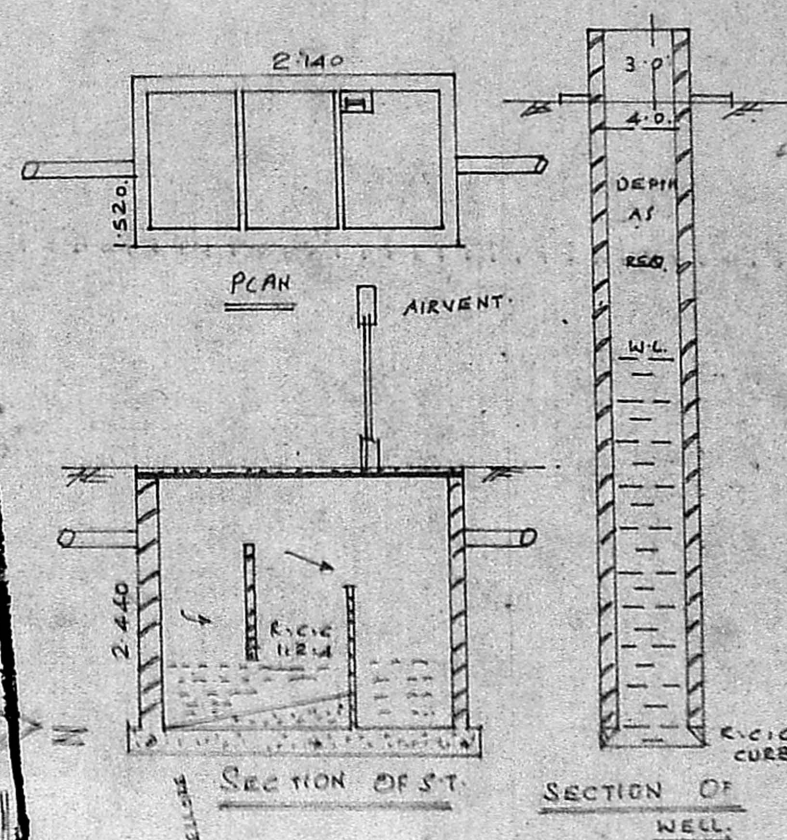 2.140
1.520.
PLAN
AIRVENT.
2.440
R.C.C
1:2:4
SECTION OF S.T.
3.0
4.0.
DEPTH
AS
REQ.
W.L.
R.C.C
CURB
SECTION OF
WELL.